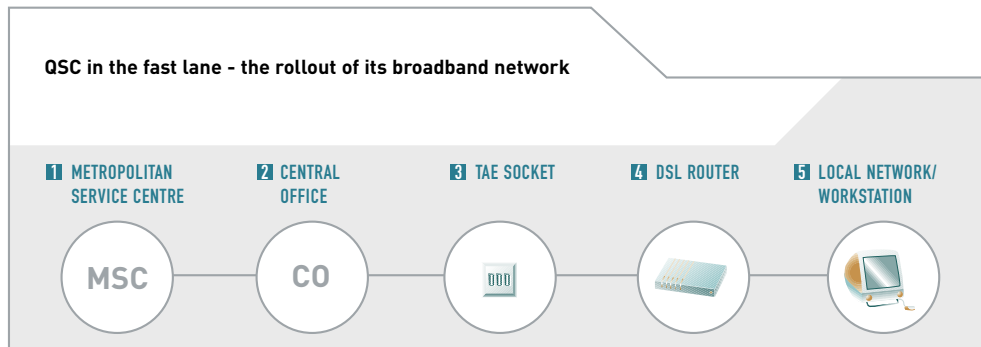 QSC in the fast lane - the rollout of its broadband network
1 METROPOLITAN
SERVICE CENTRE
2 CENTRAL
OFFICE
3 TAE SOCKET
4 DSL ROUTER
5 LOCAL NETWORK/
WORKSTATION
MSC
CO